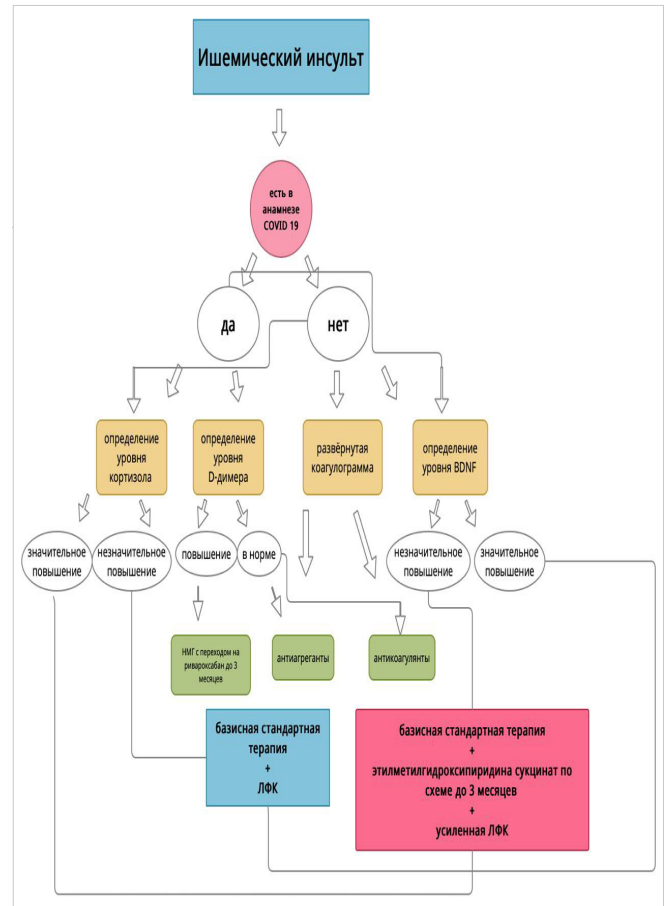 Ишемический инсульт
есть в
анамнезе
COVID 19
да
нет
определение
уровня
кортизола
определение
уровня
D-димера
развёрнутая
коагулограмма
определение
уровня BDNF
значительное
повышение
незначительное
повышение
повышение
в норме
незначительное
повышение
значительное
повышение
НМГ с переходом на
ривароксабан до 3
месяцев
антиагреганты
антикоагулянты
базисная стандартная
терапия
+
ЛФК
базисная стандартная терапия
+
этилметилгидроксипиридина сукцинат по
схеме до 3 месяцев
+
усиленная ЛФК